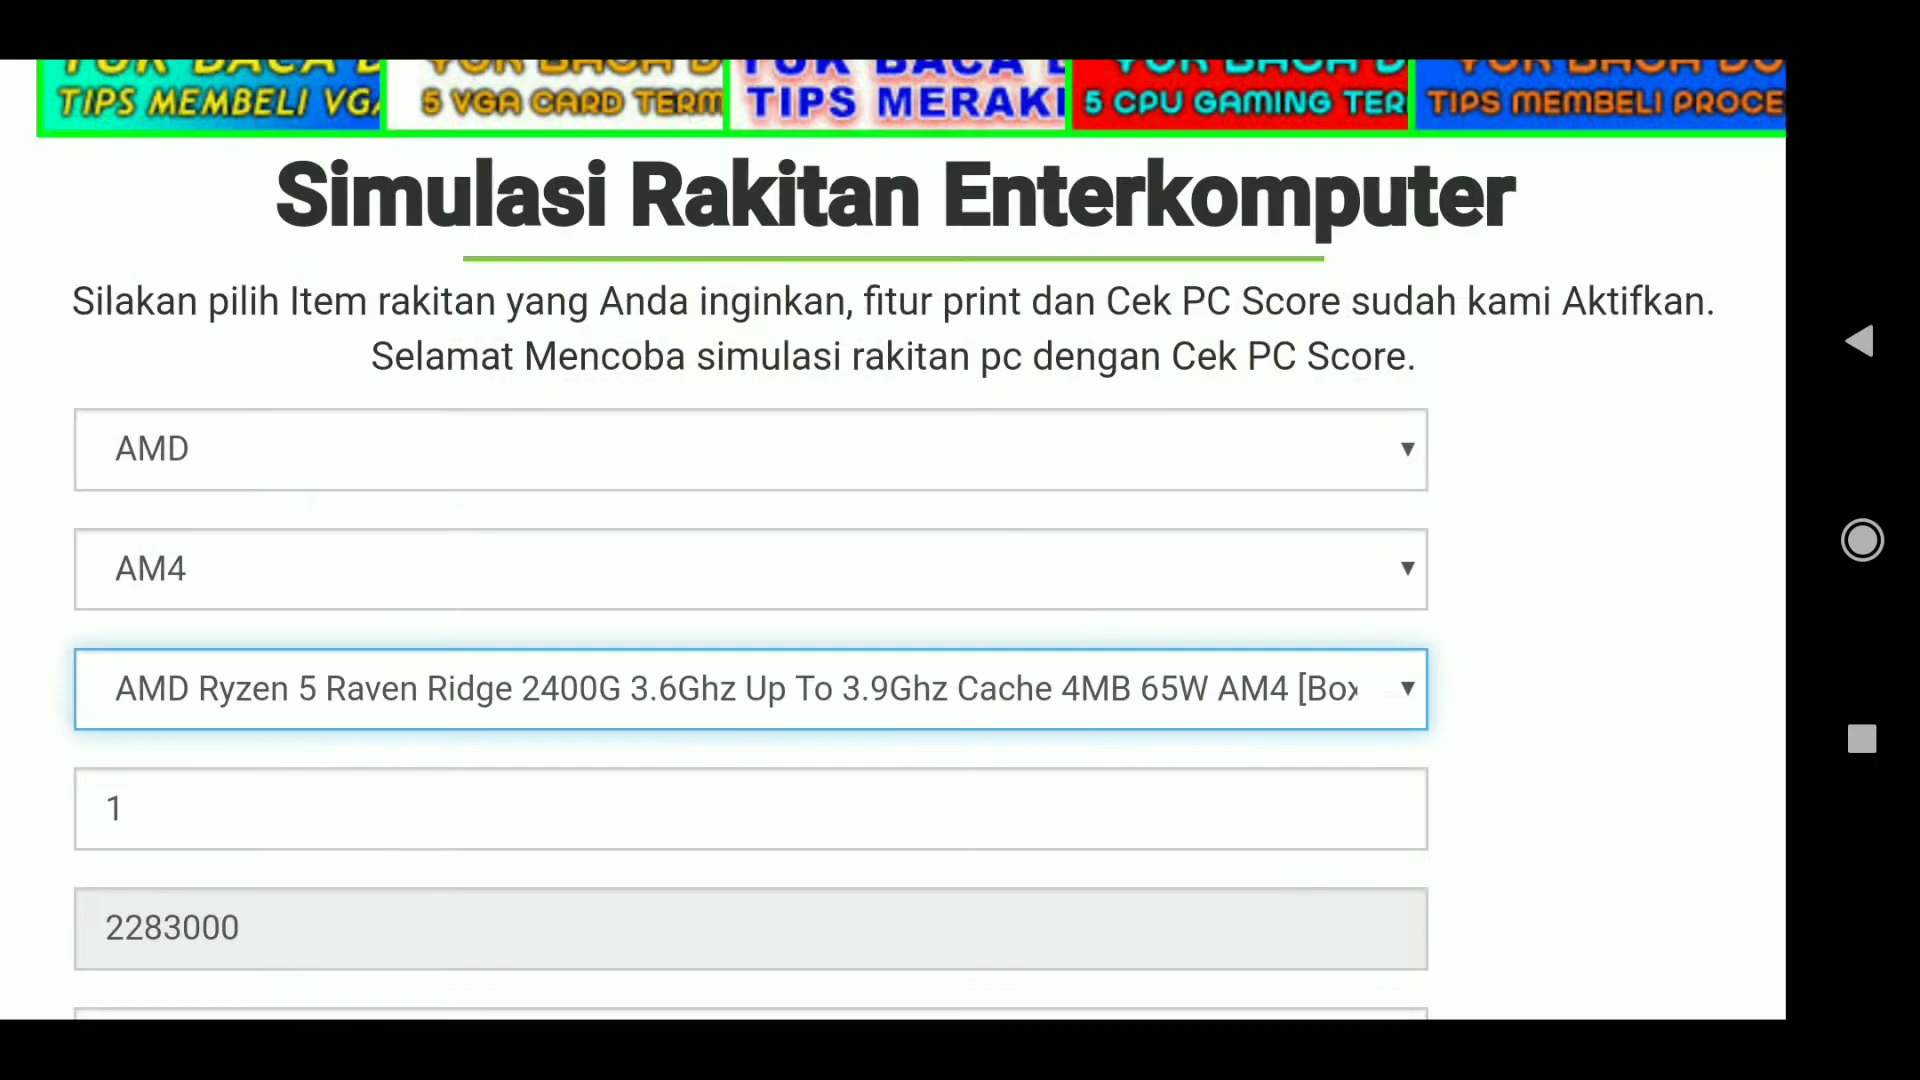 TIPS MEMBELI
5 VGA CARD TERM
TIPS MERAKI
5 CPU GAMING TER
TIPS MEMBELI PROCE
Simulasi Rakitan Enterkomputer
Silakan pilih Item rakitan yang Anda inginkan, fitur print dan Cek PC Score sudah kami Aktifkan.
Selamat Mencoba simulasi rakitan pc dengan Cek PC Score.
AMD
AM4
AMD Ryzen 5 Raven Ridge 2400G 3.6Ghz Up To 3.9Ghz Cache 4MB 65W AM4 [Box
1
2283000